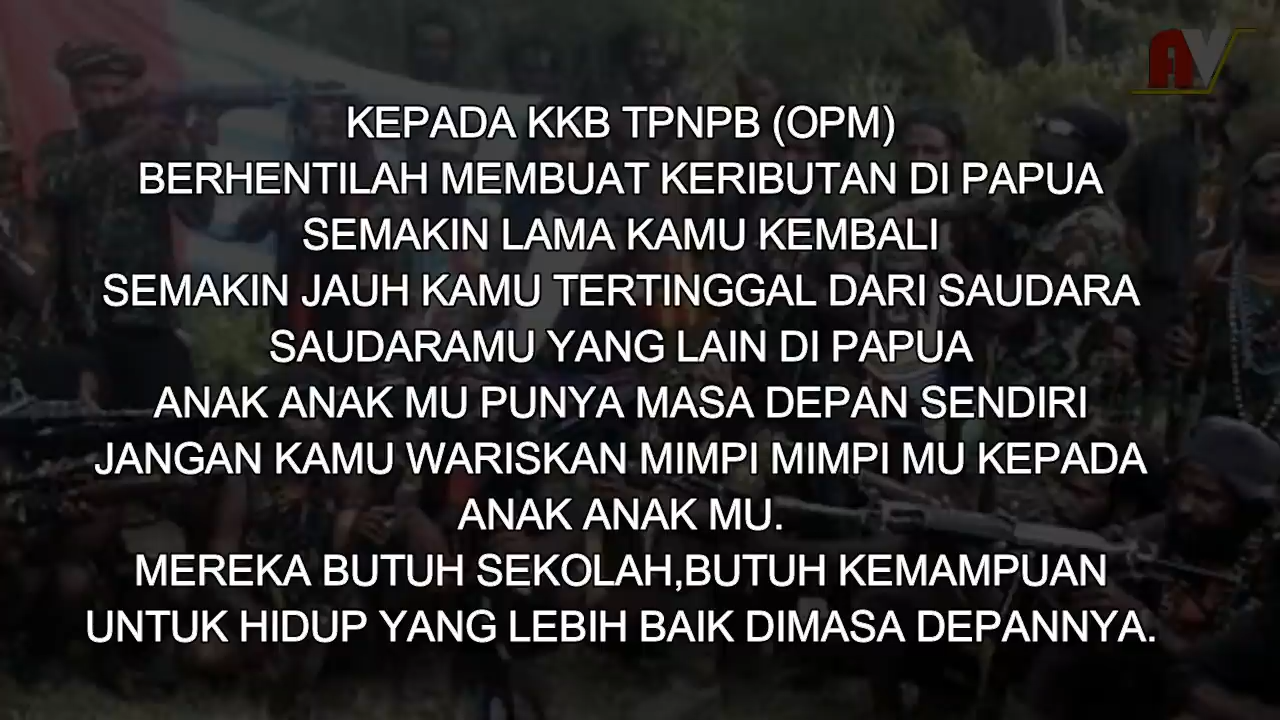 AV
KEPADA KKB TPNPB (OPM)
BERHENTILAH MEMBUAT KERIBUTAN DI PAPUA
SEMAKIN LAMA KAMU KEMBALI
SEMAKIN JAUH KAMU TERTINGGAL DARI SAUDARA
SAUDARAMU YANG LAIN DI PAPUA
ANAK ANAK MU PUNYA MASA DEPAN SENDIRI
JANGAN KAMU WARISKAN MIMPI MIMPI MU KEPADA
ANAK ANAK MU.
MEREKA BUTUH SEKOLAH,BUTUH KEMAMPUAN
UNTUK HIDUP YANG LEBIH BAIK DIMASA DEPANNYA.